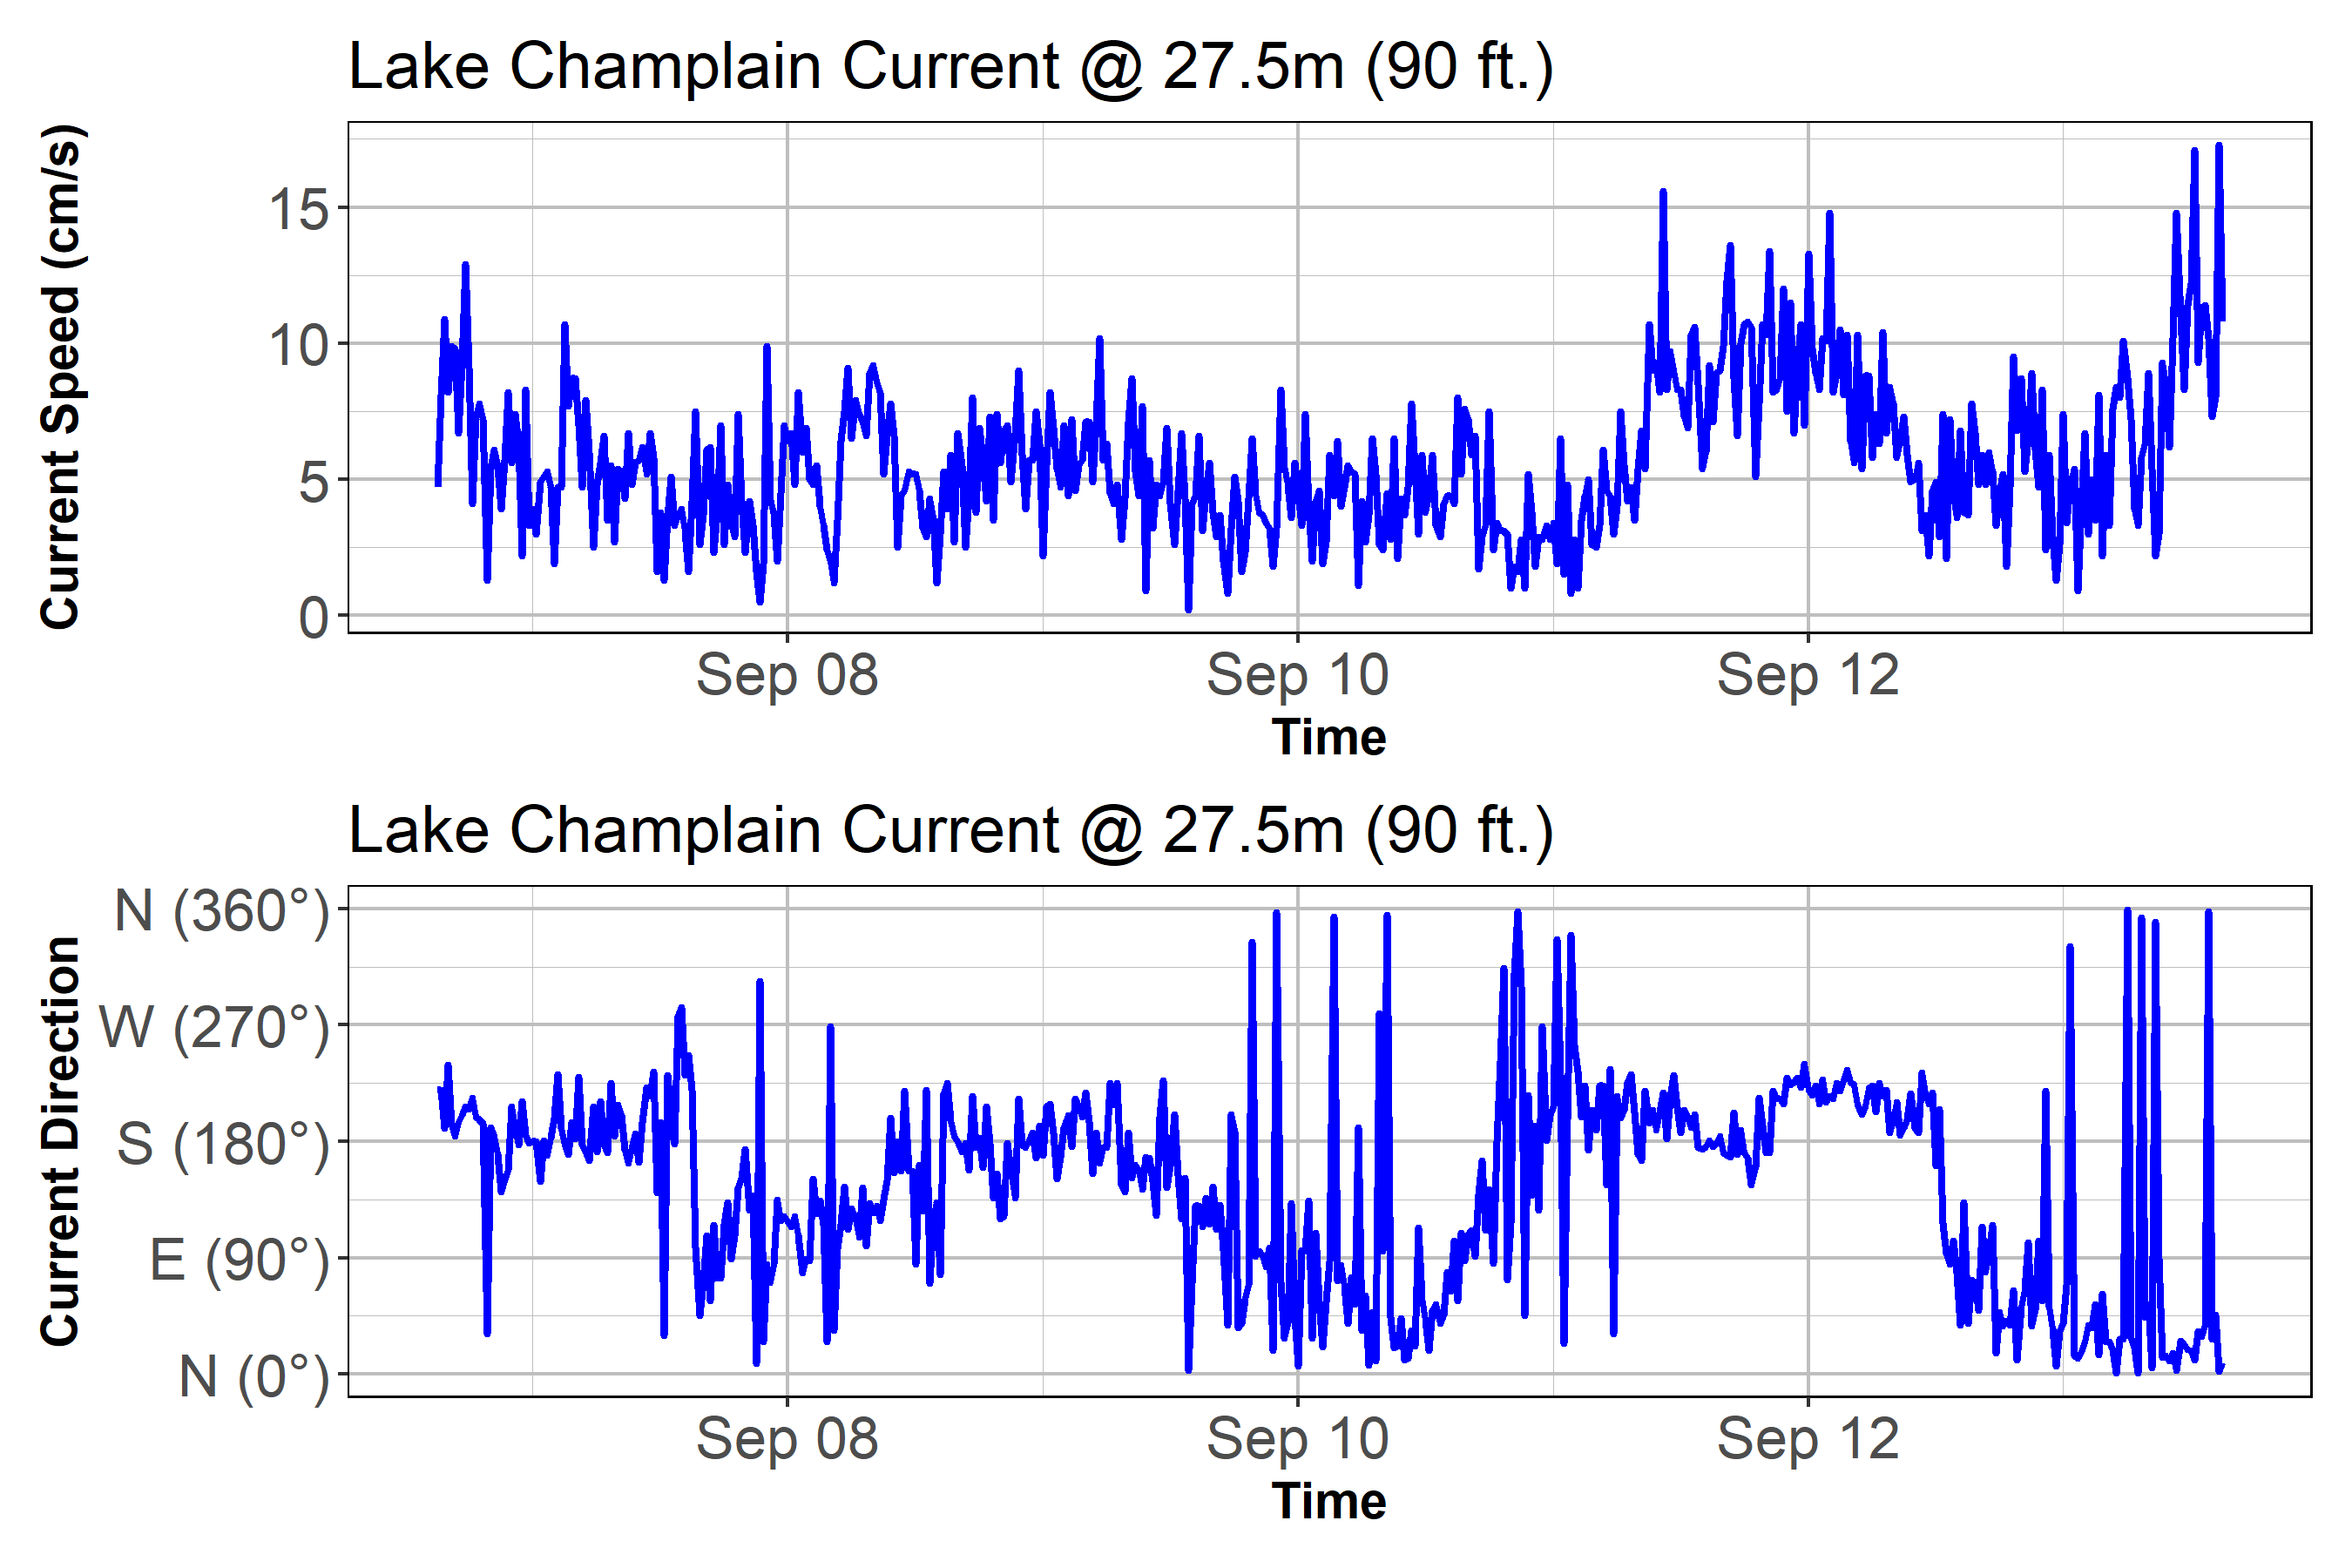 Lake Champlain Current @ 27.5m (90 ft.)
Current Speed (cm/s)
15
10
5
0
Sep 08 Sep 10 Sep 12
Time
Lake Champlain Current @ 27.5m (90 ft.)
Current Direction
N (360°)
W (270°)
S (180°)
E (90°)
N (0°)
Sep 08 Sep 10 Sep 12
Time